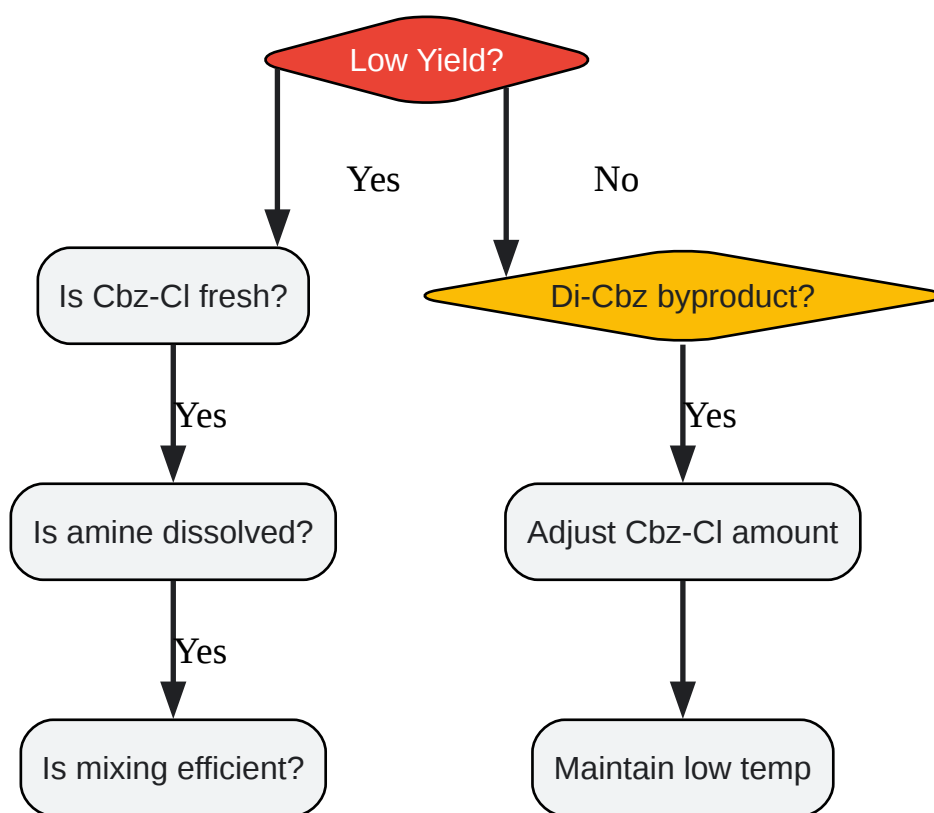 Low Yield?
Yes
No
Is Cbz-Cl fresh?
Di-Cbz byproduct?
Yes
Yes
Is amine dissolved?
Adjust Cbz-Cl amount
Yes
Is mixing efficient?
Maintain low temp